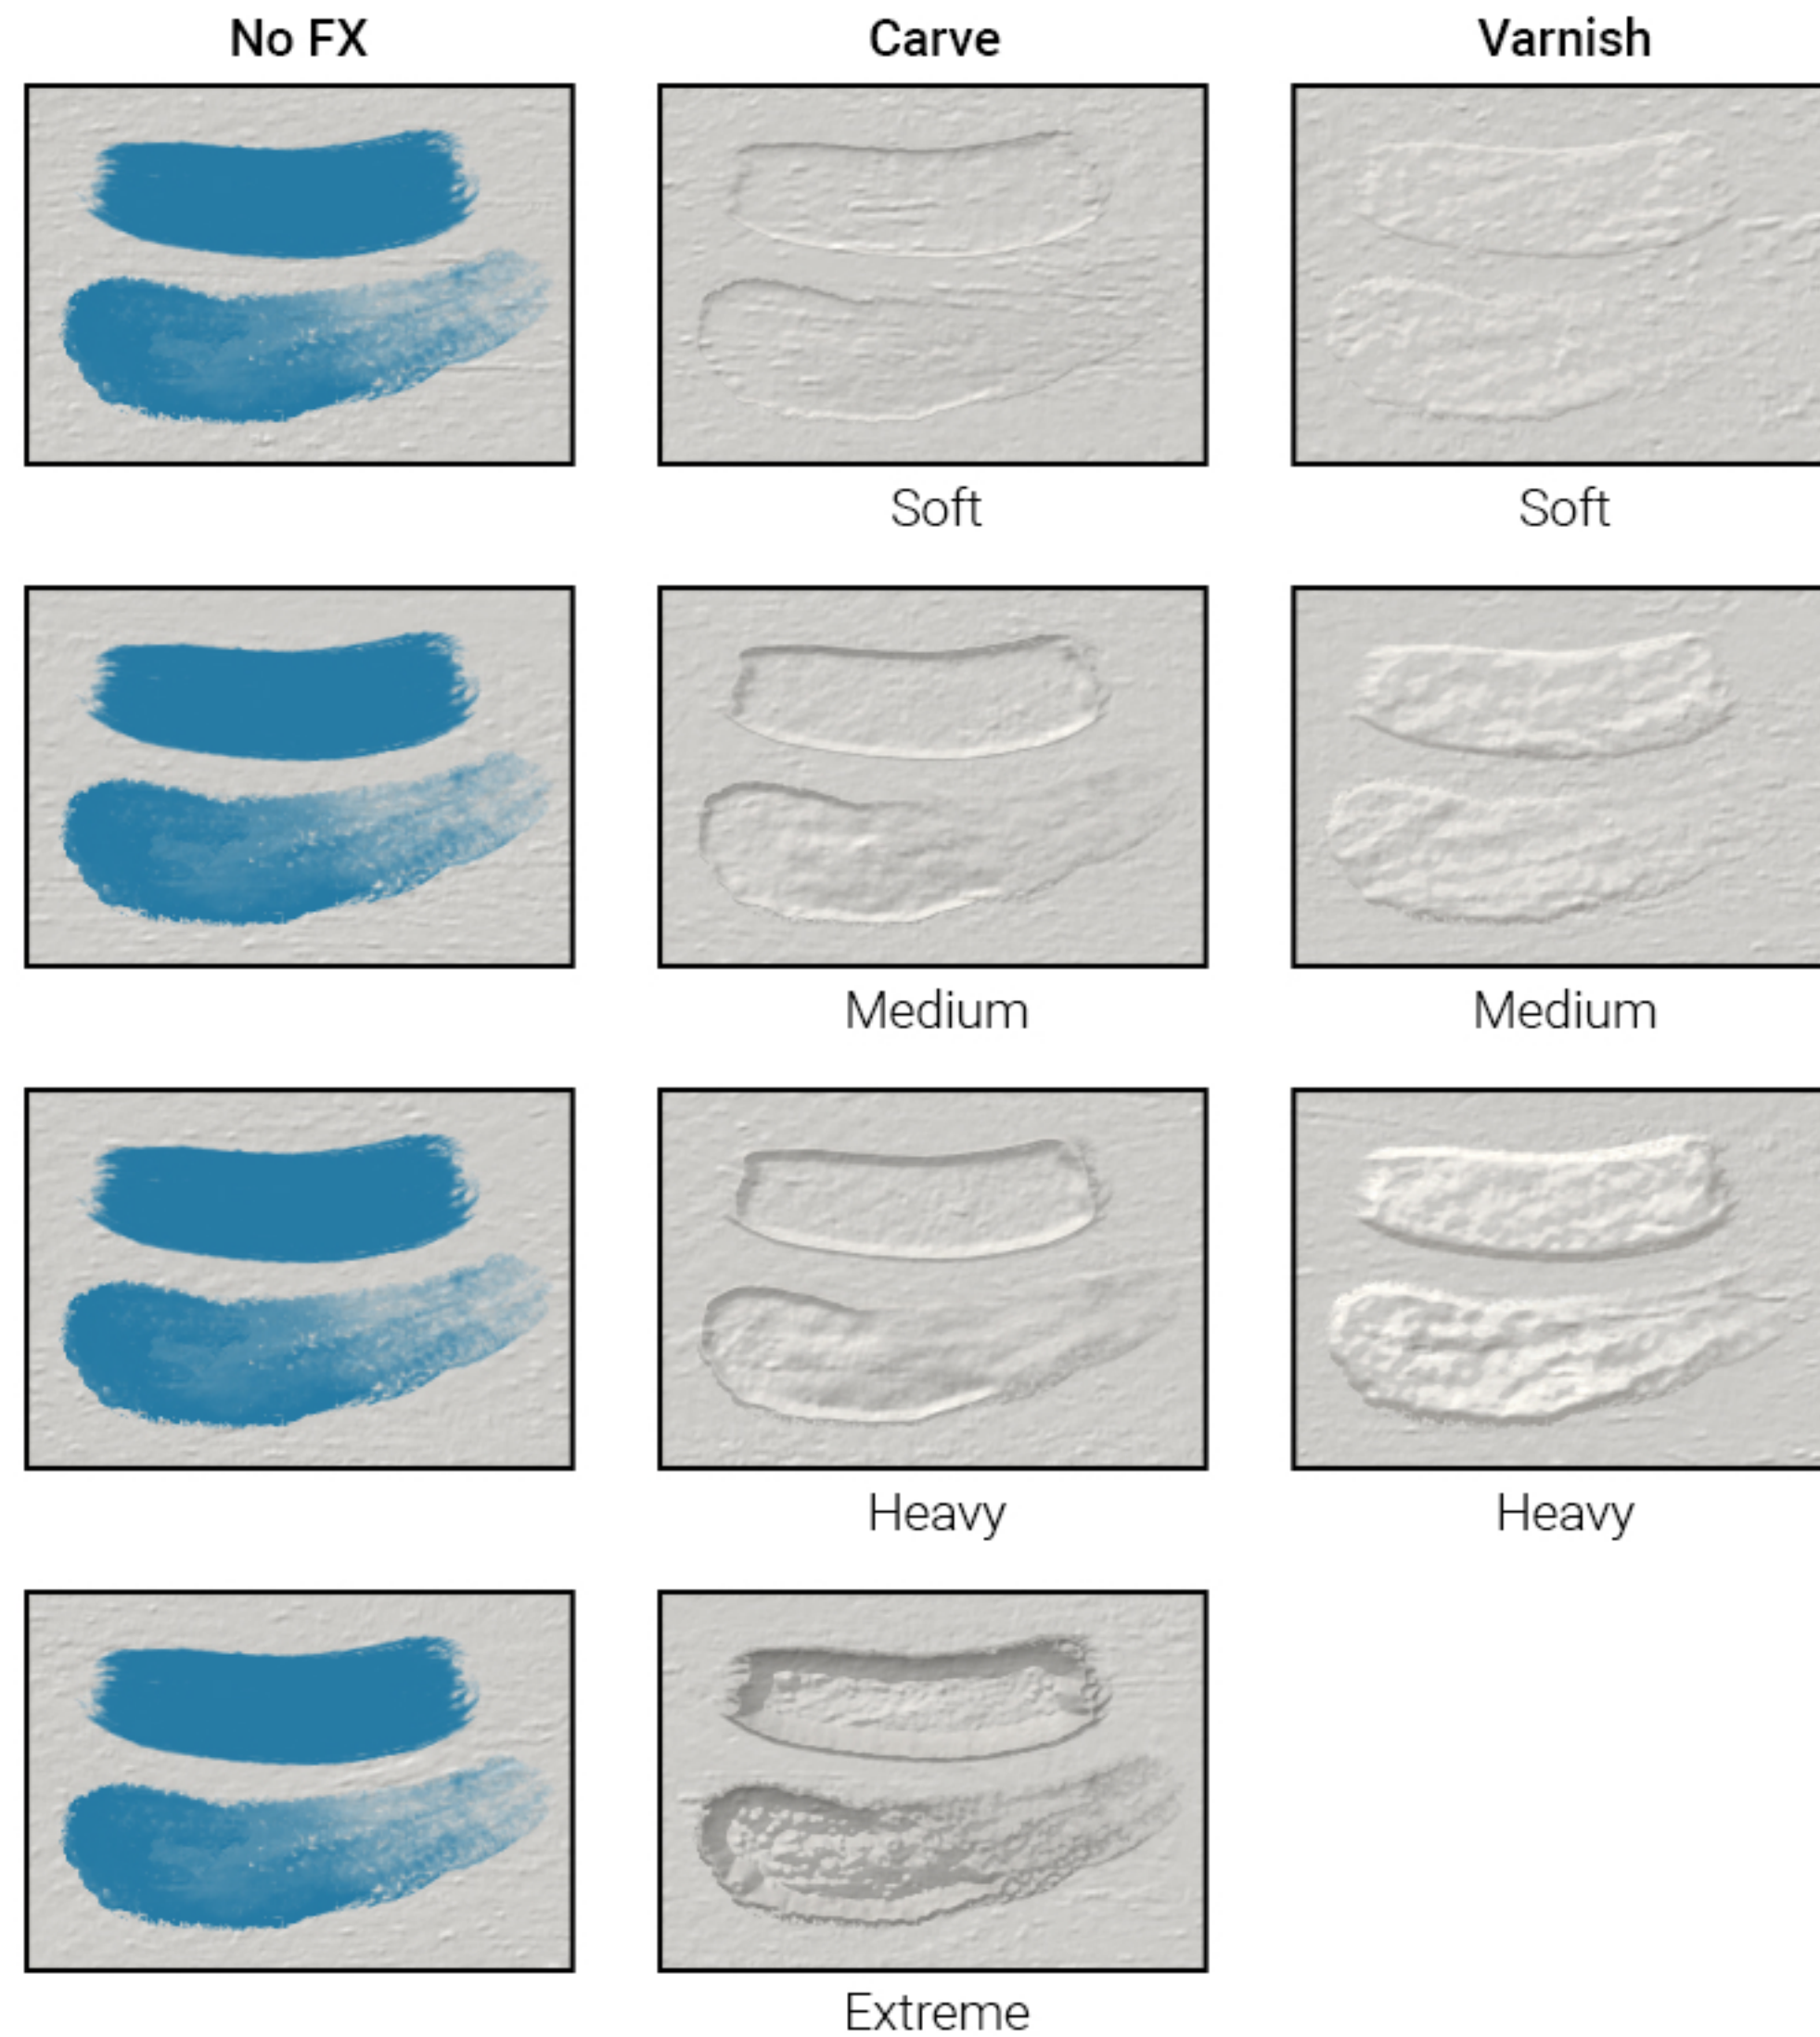 No FX
Carve
Varnish
Soft
Soft
Medium
Medium
Heavy
Heavy
Extreme